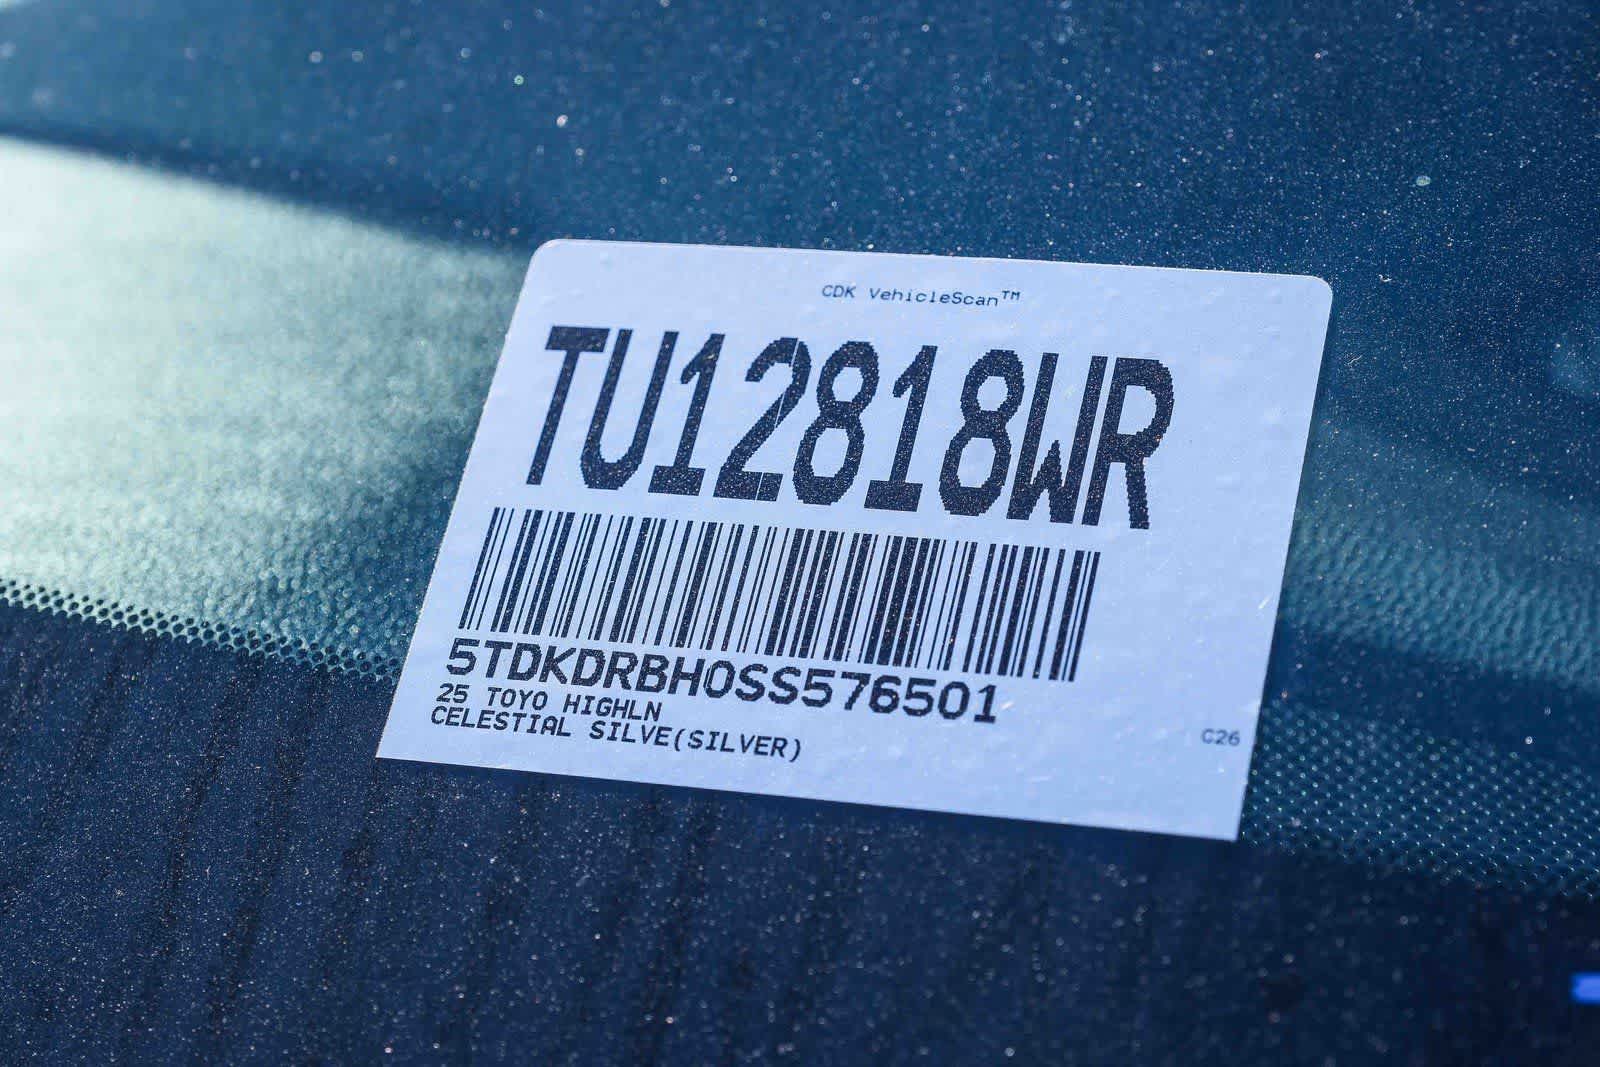 CDK VehicleScan™
TU12818WR
5TDKDRBH0SS576501
25 TOYO HIGHLN
CELESTIAL SILVE(SILVER)
C26